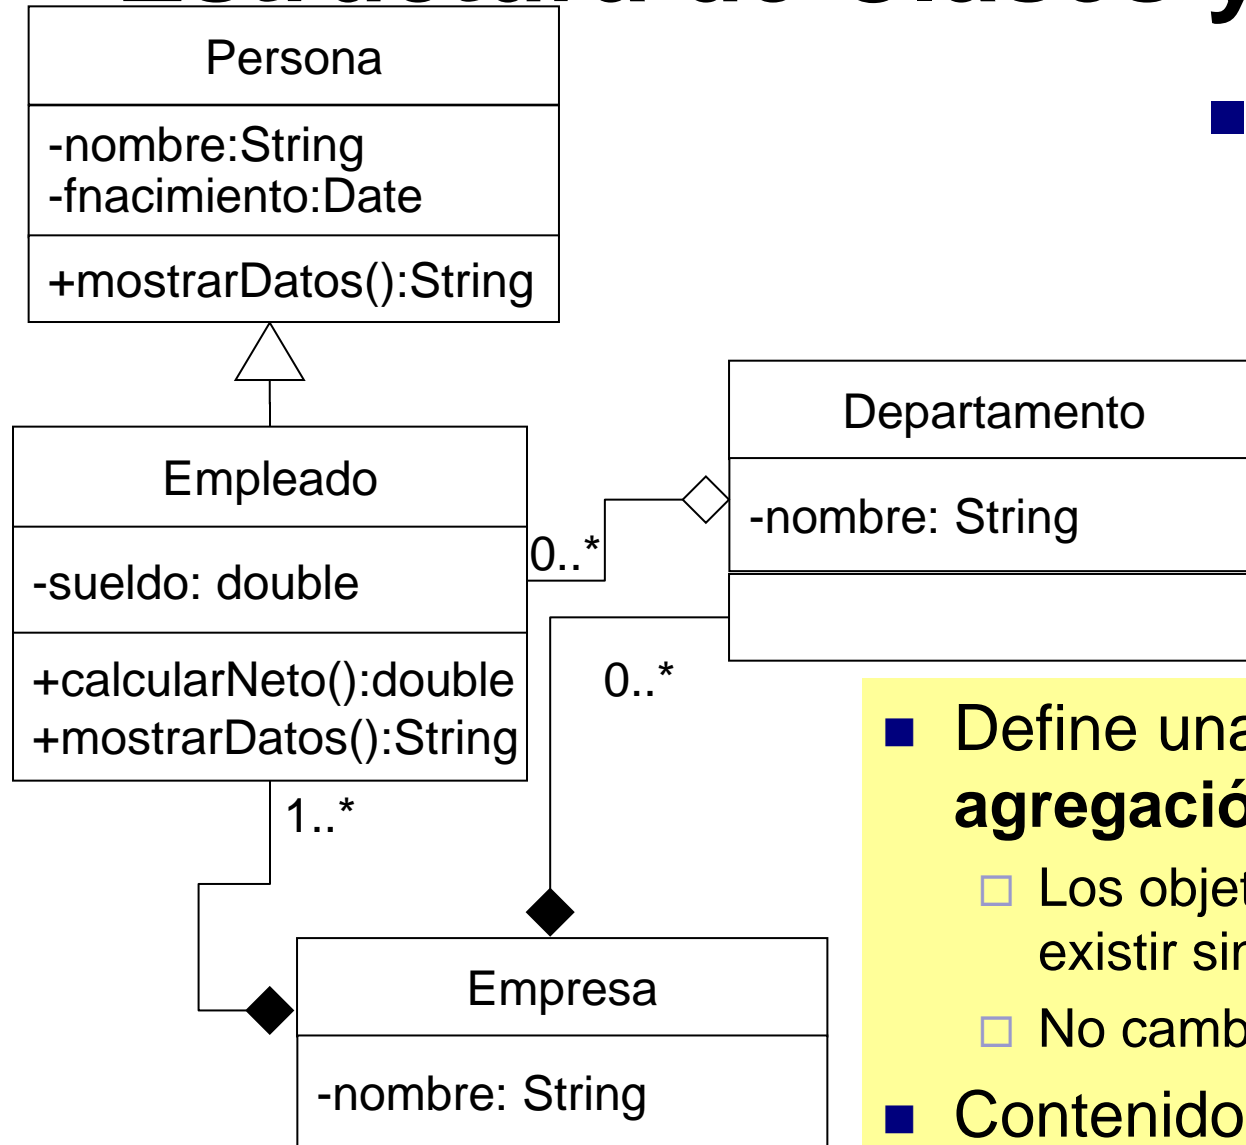 Persona
-nombre:String
-fnacimiento:Date
+mostrarDatos():String
Empleado
-sueldo: double
+calcularNeto():double
+mostrarDatos():String
0..*
Departamento
-nombre: String
0..*
1..*
Empresa
-nombre: String
Define una
agregació
Los objet
existir sin
No camb
Contenido